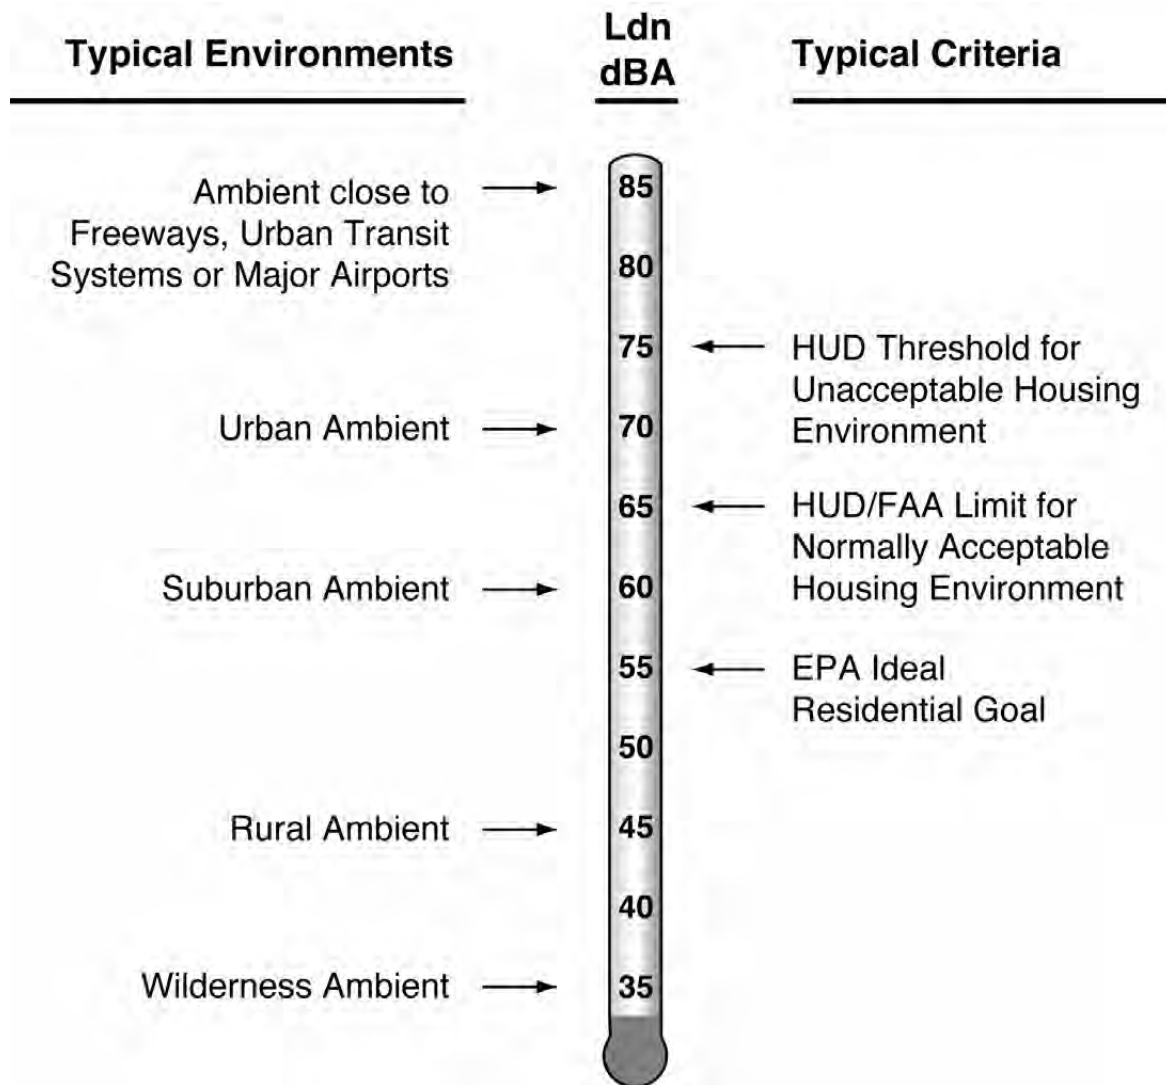 Typical Environments
Ldn
dBA
Typical Criteria
Ambient close to
Freeways, Urban Transit
Systems or Major Airports
85
80
75
HUD Threshold for
Unacceptable Housing
Environment
Urban Ambient
70
65
HUD/FAA Limit for
Normally Acceptable
Housing Environment
Suburban Ambient
60
55
EPA Ideal
Residential Goal
50
Rural Ambient
45
40
Wilderness Ambient
35